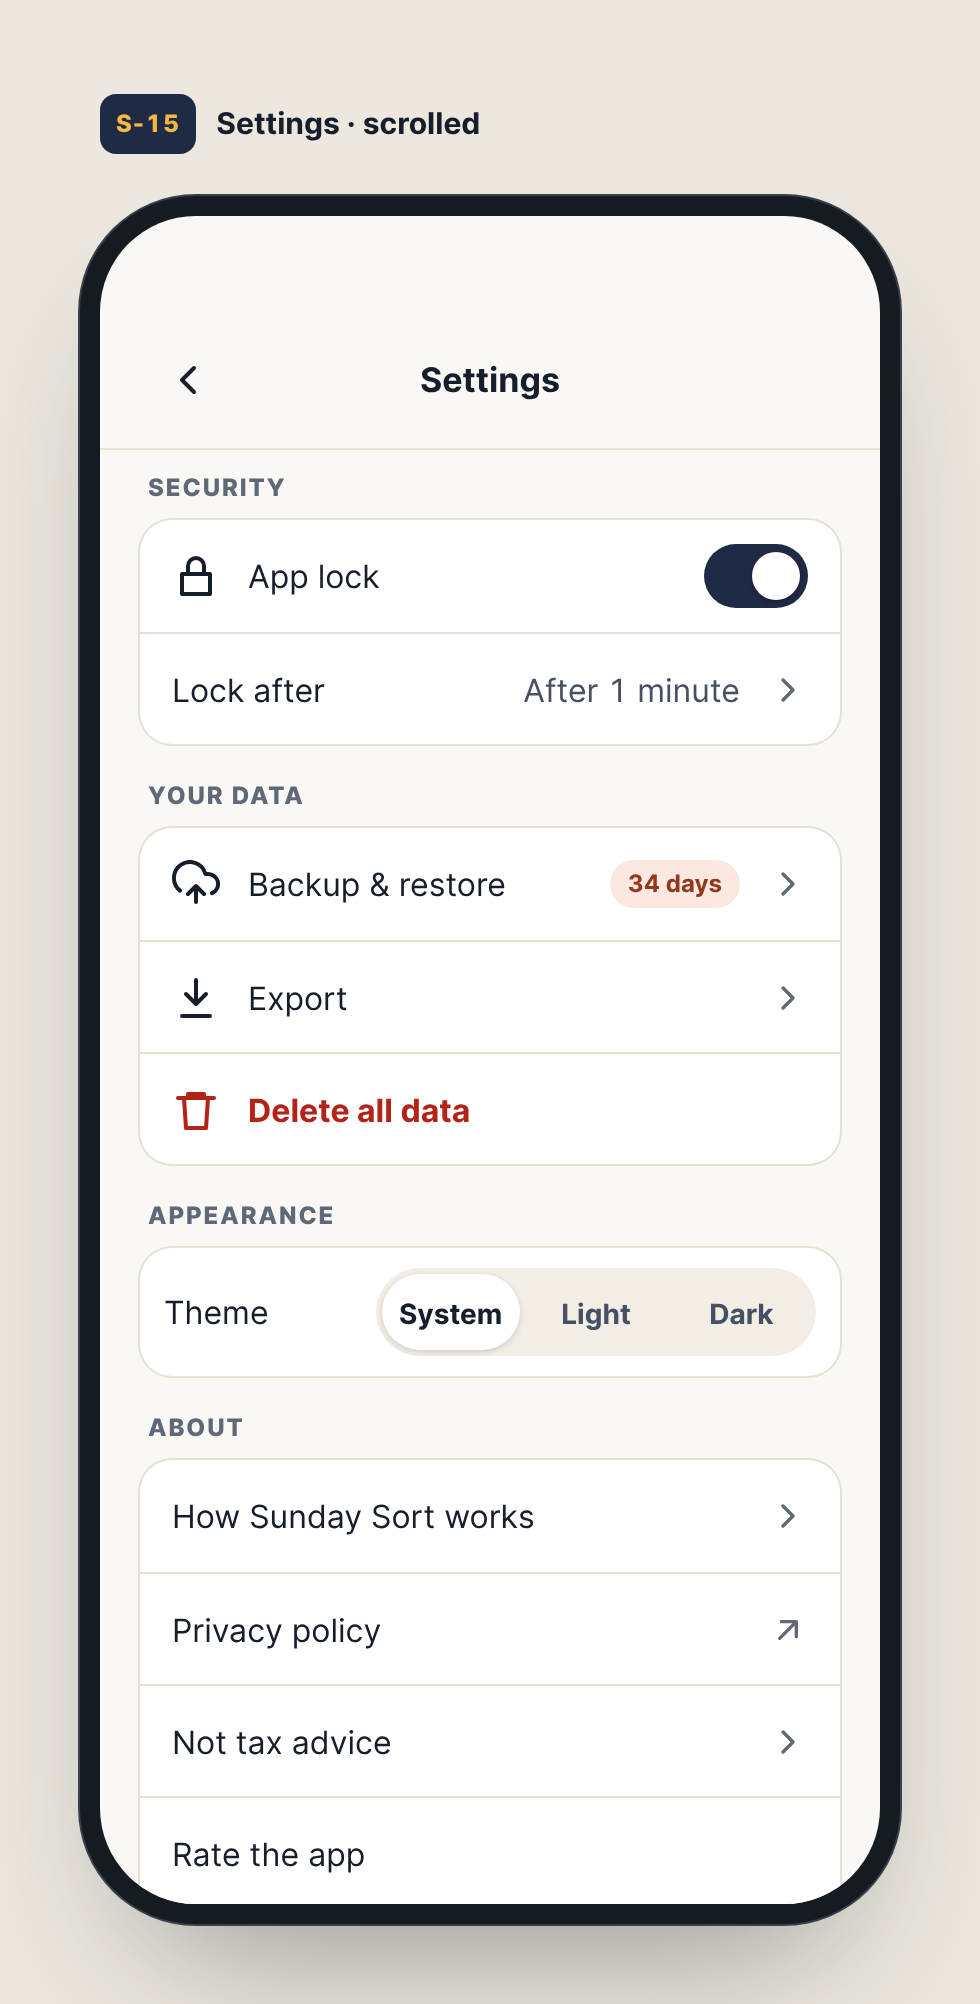 S-15 Settings · scrolled
Settings
SECURITY
App lock
Lock after After 1 minute
YOUR DATA
Backup & restore 34 days
Export
Delete all data
APPEARANCE
Theme System Light Dark
ABOUT
How Sunday Sort works
Privacy policy
Not tax advice
Rate the app